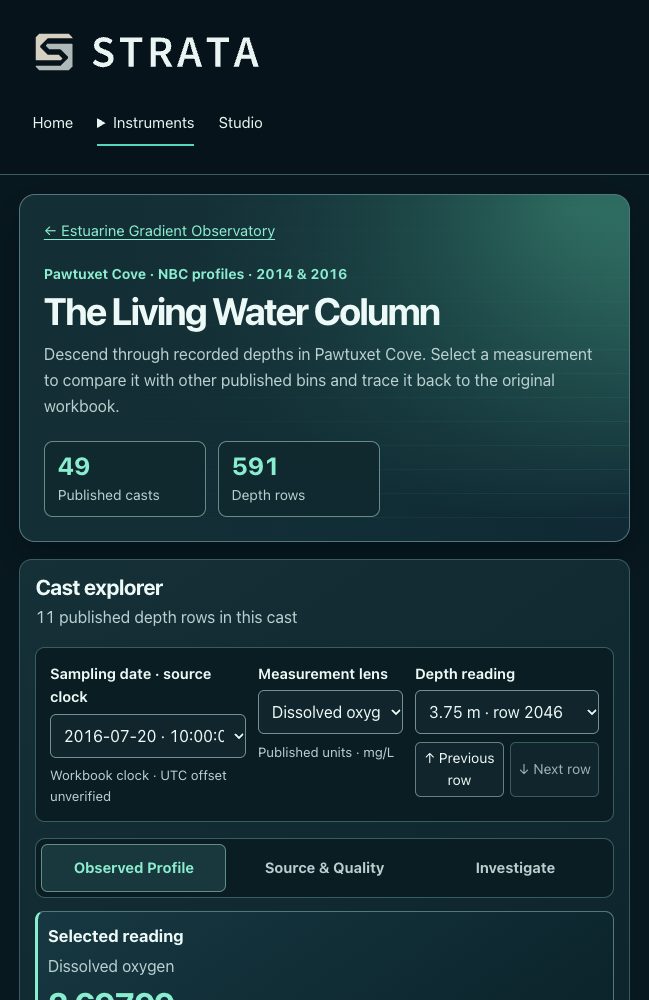 STRATA
Home ▶ Instruments Studio
← Estuarine Gradient Observatory
Pawtuxet Cove · NBC profiles · 2014 & 2016
The Living Water Column
Descend through recorded depths in Pawtuxet Cove. Select a measurement
to compare it with other published bins and trace it back to the original
workbook.
49
Published casts
591
Depth rows
Cast explorer
11 published depth rows in this cast
Sampling date · source
clock
2016-07-20 · 10:00:0
Workbook clock · UTC offset
unverified
Measurement lens
Dissolved oxyg
Published units · mg/L
Depth reading
3.75 m · row 2046
↑ Previous
row
↓ Next row
Observed Profile Source & Quality Investigate
Selected reading
Dissolved oxygen